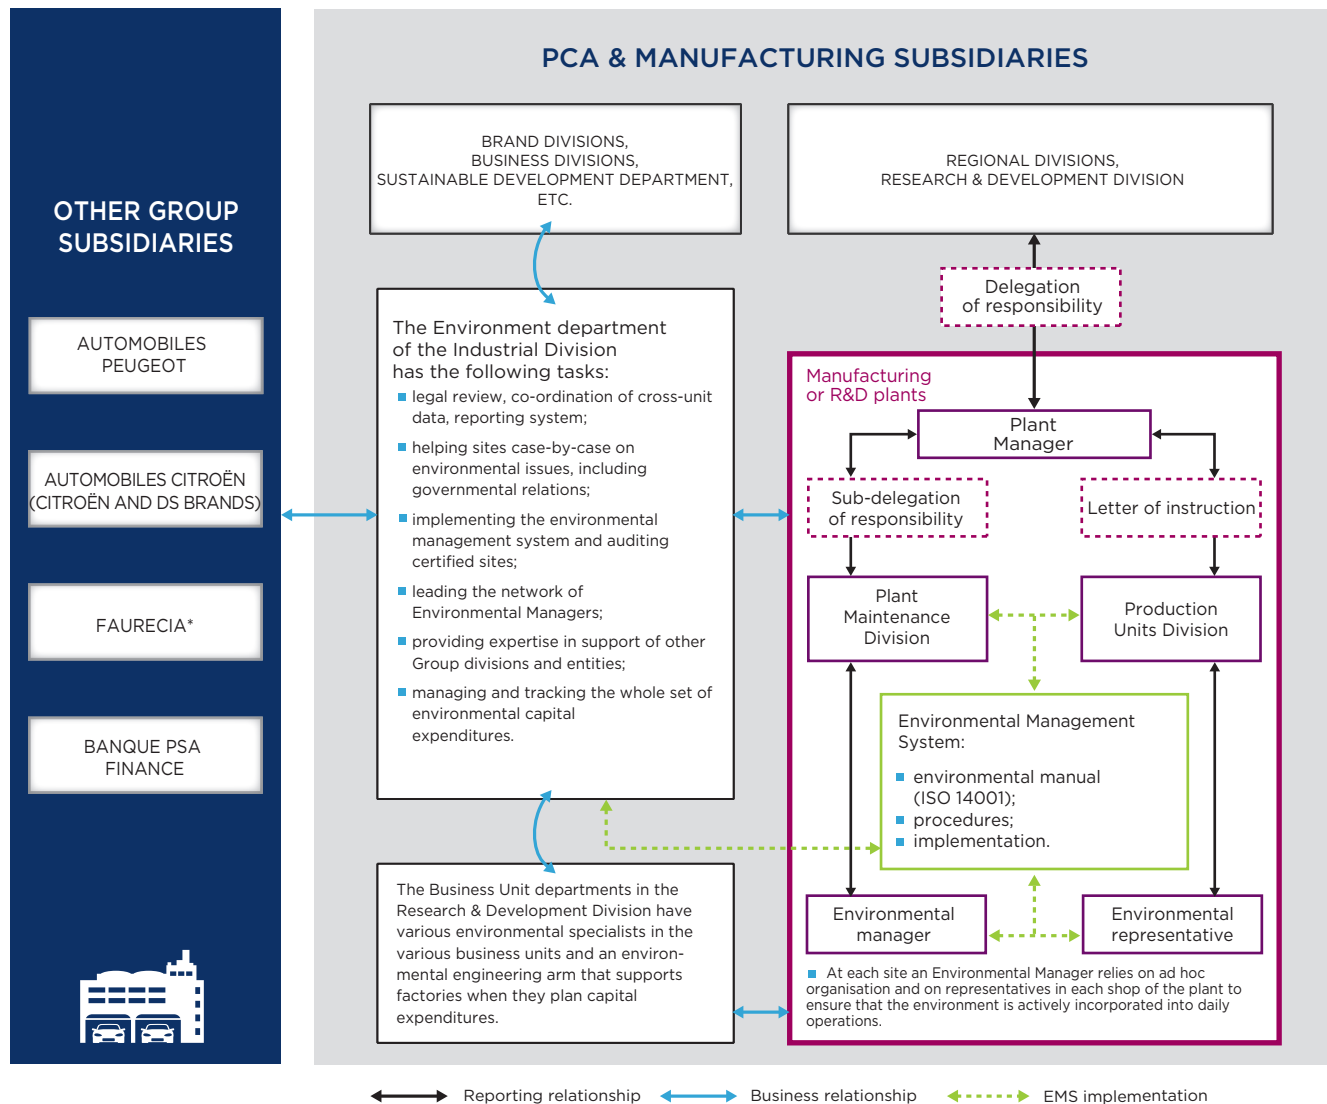 OTHER GROUP
SUBSIDIARIES
AUTOMOBILES
PEUGEOT
AUTOMOBILES CITROËN
(CITROËN AND DS BRANDS)
FAURECIA*
BANQUE PSA
FINANCE
PCA & MANUFACTURING SUBSIDIARIES
BRAND DIVISIONS,
BUSINESS DIVISIONS,
SUSTAINABLE DEVELOPMENT DEPARTMENT,
ETC.
REGIONAL DIVISIONS,
RESEARCH & DEVELOPMENT DIVISION
The Environment department
of the Industrial Division
has the following tasks:
legal review, co-ordination of cross-unit
data, reporting system;
helping sites case-by-case on
environmental issues, including
governmental relations;
implementing the environmental
management system and auditing
certified sites;
leading the network of
Environmental Managers;
providing expertise in support of other
Group divisions and entities;
managing and tracking the whole set of
environmental capital
expenditures.
The Business Unit departments in the
Research & Development Division have
various environmental specialists in the
various business units and an environ-
mental engineering arm that supports
factories when they plan capital
expenditures.
Delegation
of responsibility
Manufacturing
or R&D plants
Plant
Manager
Sub-delegation
of responsibility
Letter of instruction
Plant
Maintenance
Division
Production
Units Division
Environmental Management
System:
environmental manual
(ISO 14001);
procedures;
implementation.
Environmental
manager
Environmental
representative
At each site an Environmental Manager relies on ad hoc
organisation and on representatives in each shop of the plant to
ensure that the environment is actively incorporated into daily
operations.
Reporting relationship
Business relationship
EMS implementation